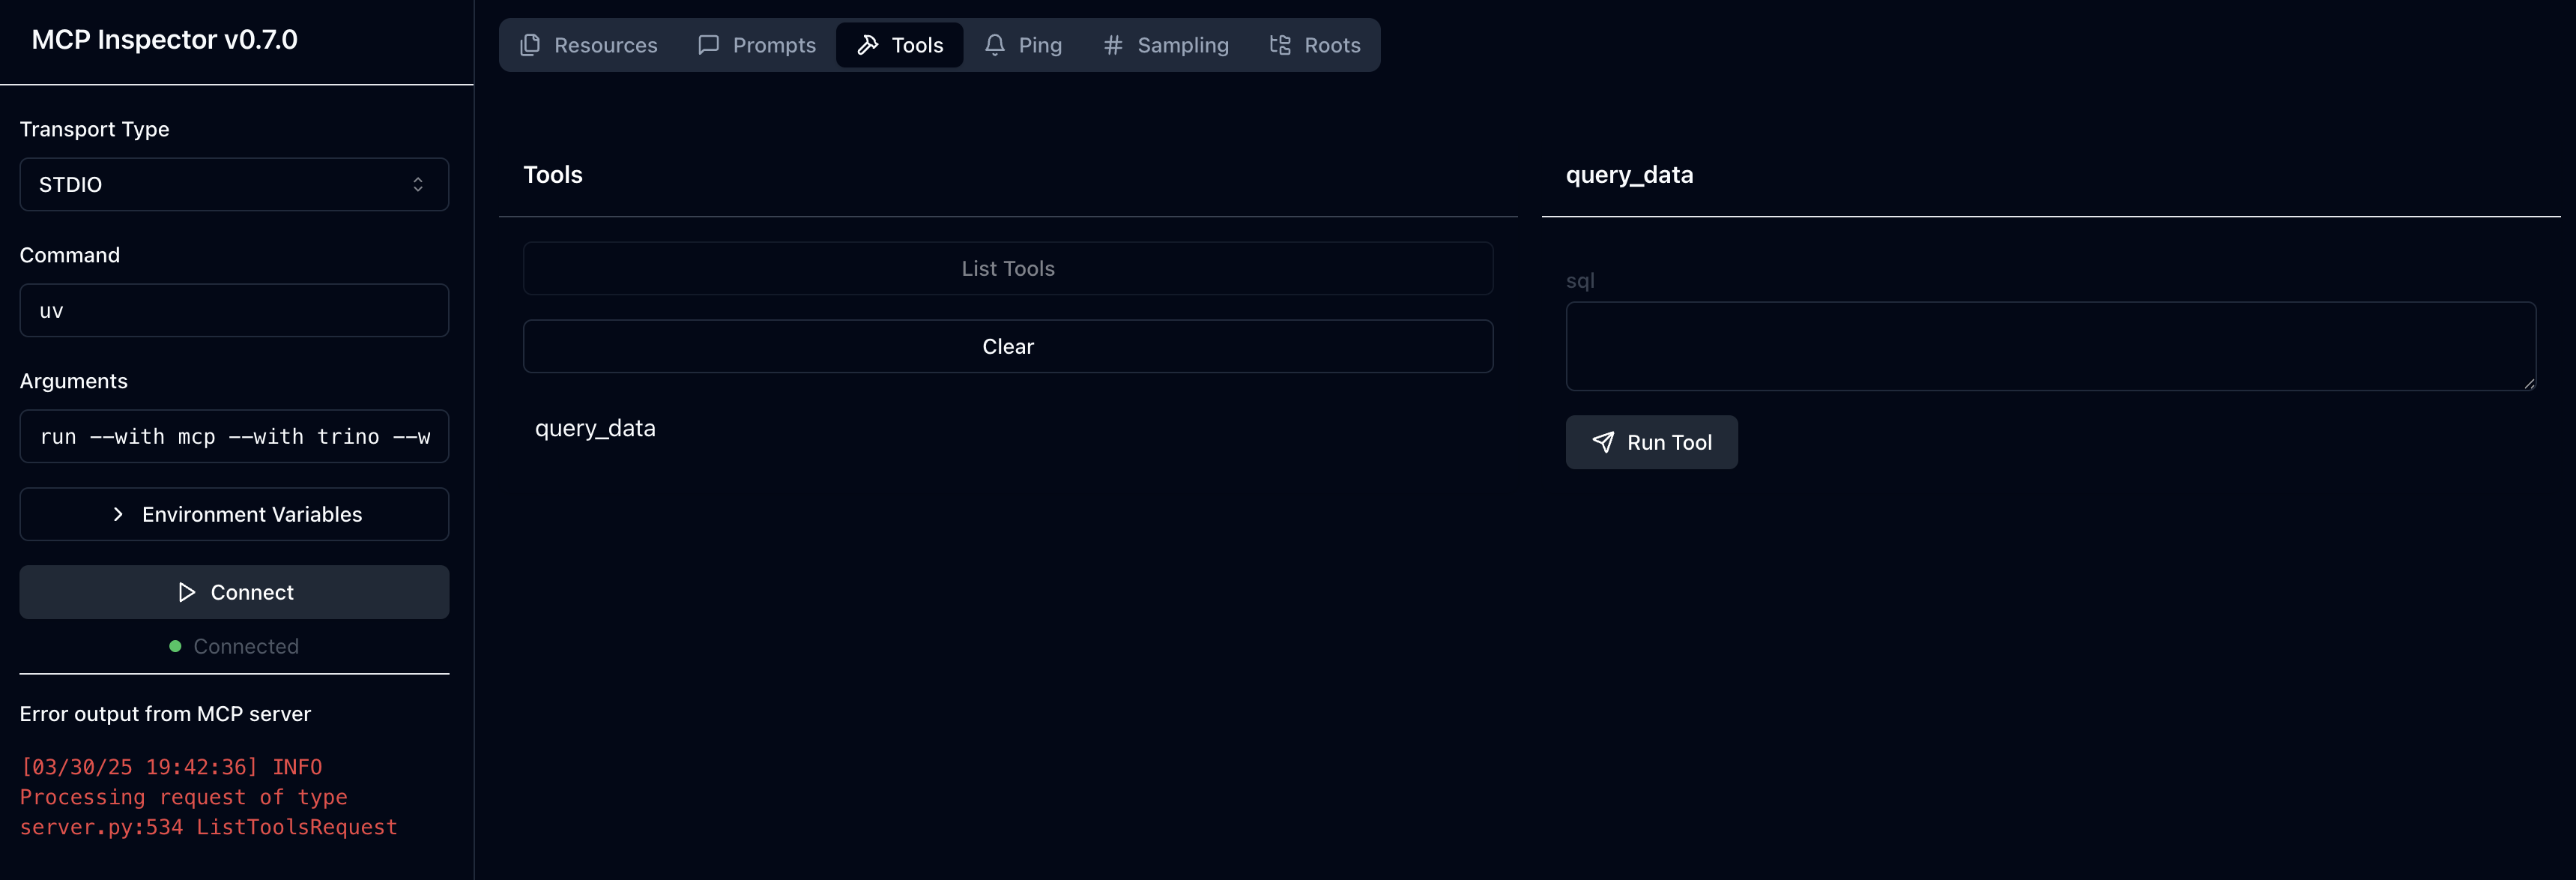 MCP Inspector v0.7.0
Transport Type
STDIO
Command
uv
Arguments
run --with mcp --with trino --w
Environment Variables
Connect
Connected
Error output from MCP server
[03/30/25 19:42:36] INFO
Processing request of type
server.py:534 ListToolsRequest
Resources Prompts Tools Ping Sampling Roots
Tools
List Tools
Clear
query_data
query_data
sql
Run Tool